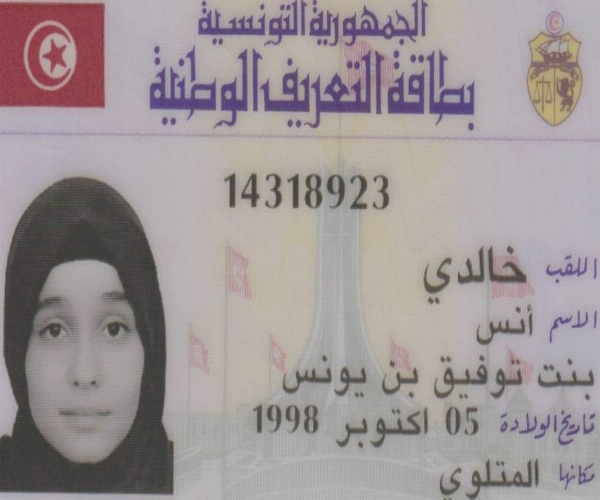 الجمهورية التونسية
بطاقة التعريف الوطنية
14318923
اللقب خالدي
الاسم أنس
بنت توفيق بن يونس
تاريخ الولادة 05 اكتوبر 1998
مكانها المتلوي